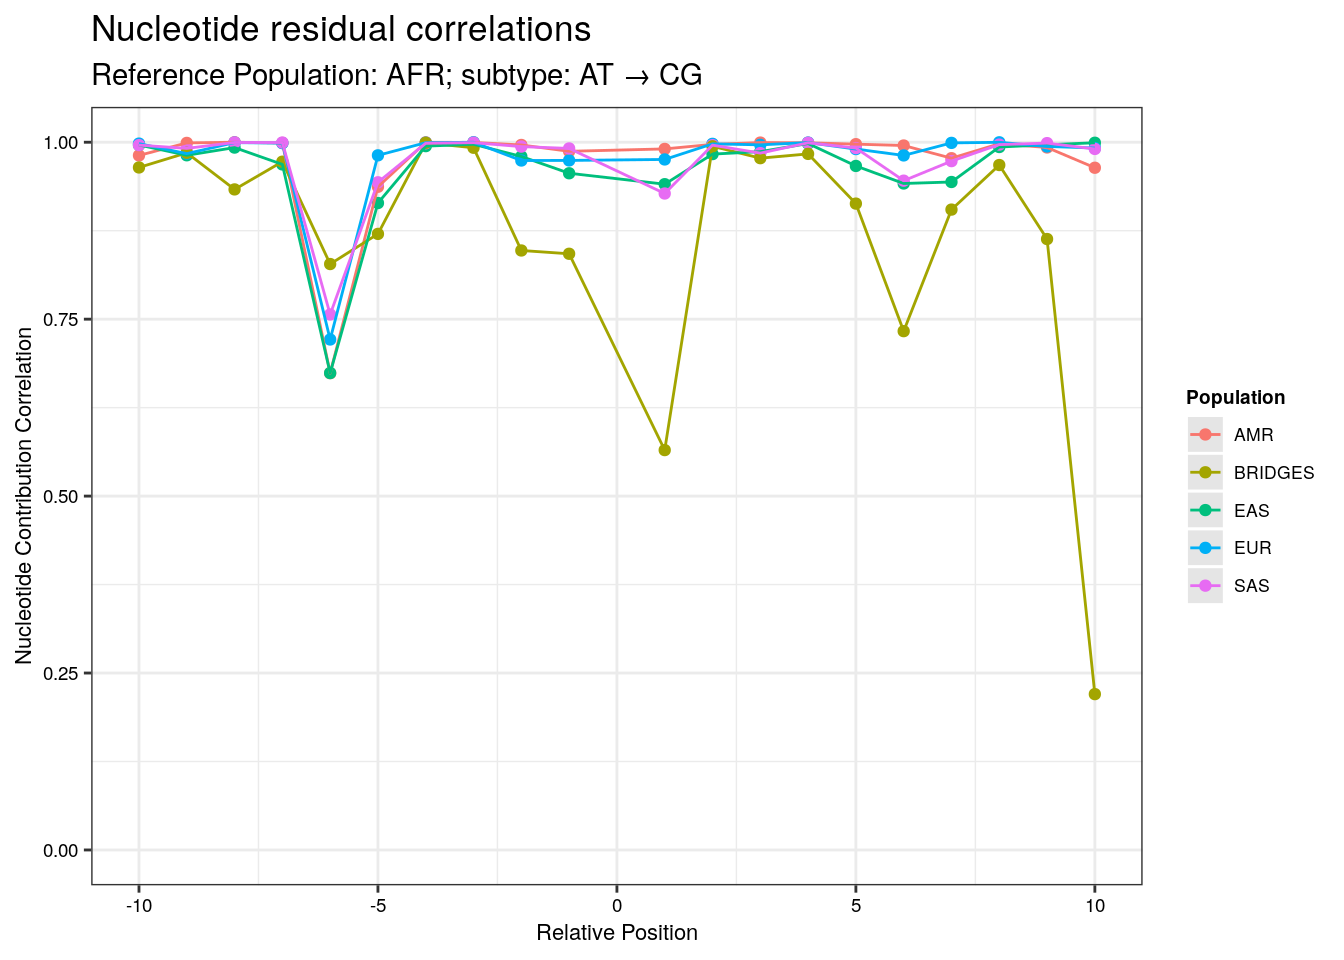 Nucleotide residual correlations
Reference Population: AFR; subtype: AT → CG
Nucleotide Contribution Correlation
1.00
0.75
0.50
0.25
0.00
-10
-5
0
5
10
Relative Position
Population
AMR
BRIDGES
EAS
EUR
SAS